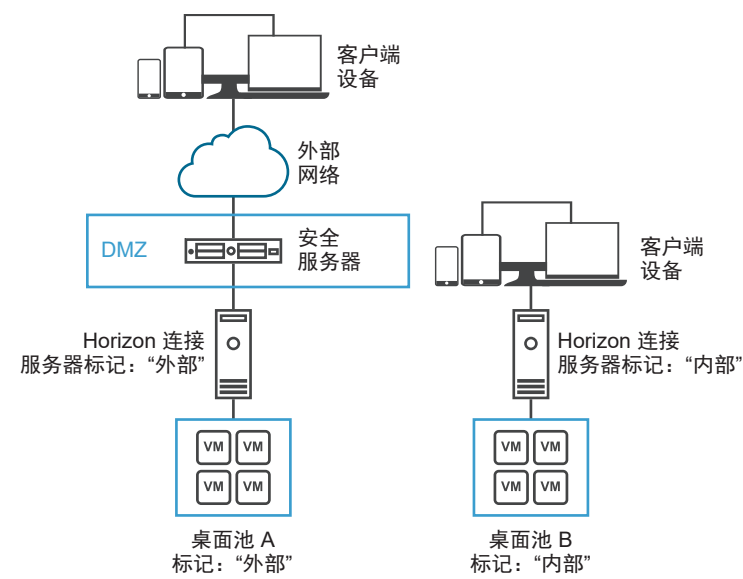 客户端
设备
外部
网络
DMZ
安全
服务器
客户端
设备
Horizon 连接
服务器标记：“外部”
Horizon 连接
服务器标记：“内部”
VM VM
VM VM
VM VM
VM VM
桌面池 A
标记：“外部”
桌面池 B
标记：“内部”